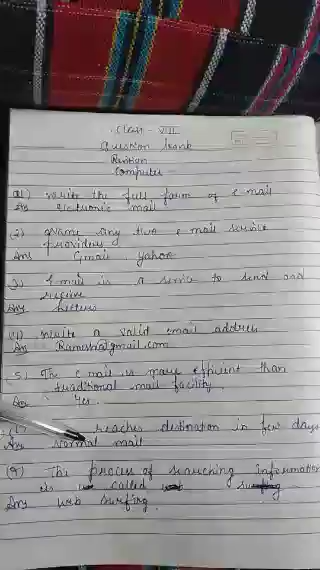 Class - VIII
Question bank
Revision
Computer
Q1) Write the full form of e mail
Ans electronic mail
(2) Name any two e mail service
providers
Ans Gmail, yahoo
3) E mail is a service to send and
receive
Ans letters
(4) Write a valid email address
Ans Ramesh@gmail.com
(5) The e mail is more efficient than
traditional mail facility.
Ans Yes.
reaches destination in few days
Ans Normal mail
The process of searching information
is called
Ans web surfing.